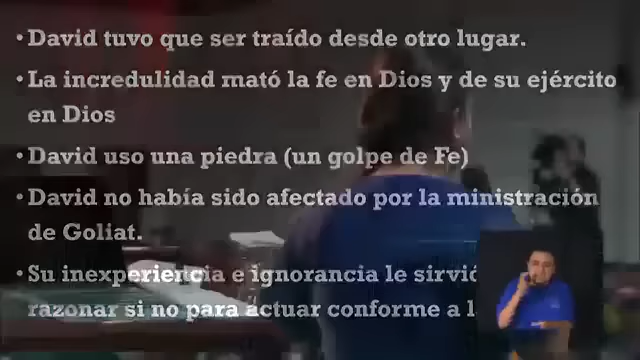 • David tuvo que ser traído desde otro lugar.
• La incredulidad mató la fe en Dios y de su ejército
en Dios
• David uso una piedra (un golpe de Fe)
• David no había sido afectado por la ministración
de Goliat.
• Su inexperiencia e ignorancia le sirvió
razonar si no para actuar conforme a